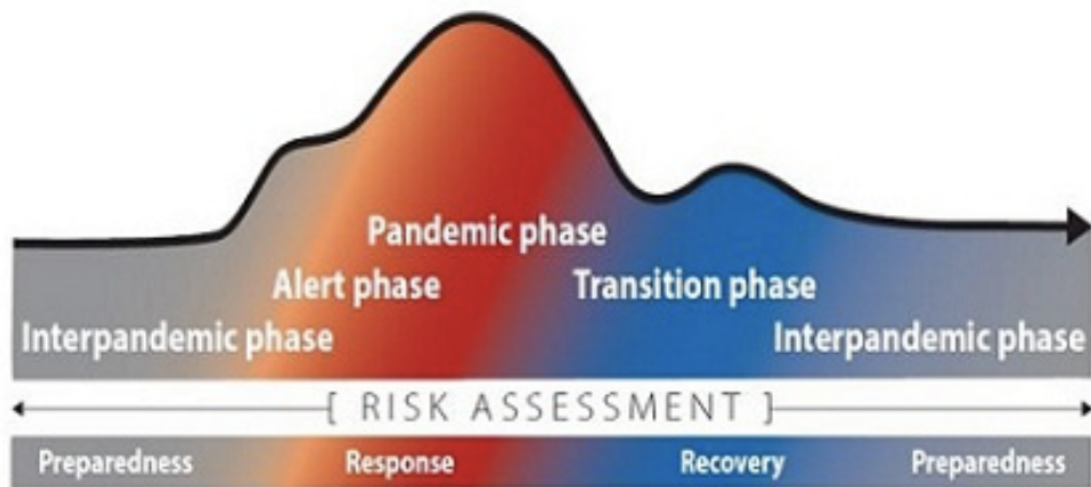 Pandemic phase
Alert phase
Transition phase
Interpandemic phase
Interpandemic phase
[ RISK ASSESSMENT ]
Preparedness
Response
Recovery
Preparedness